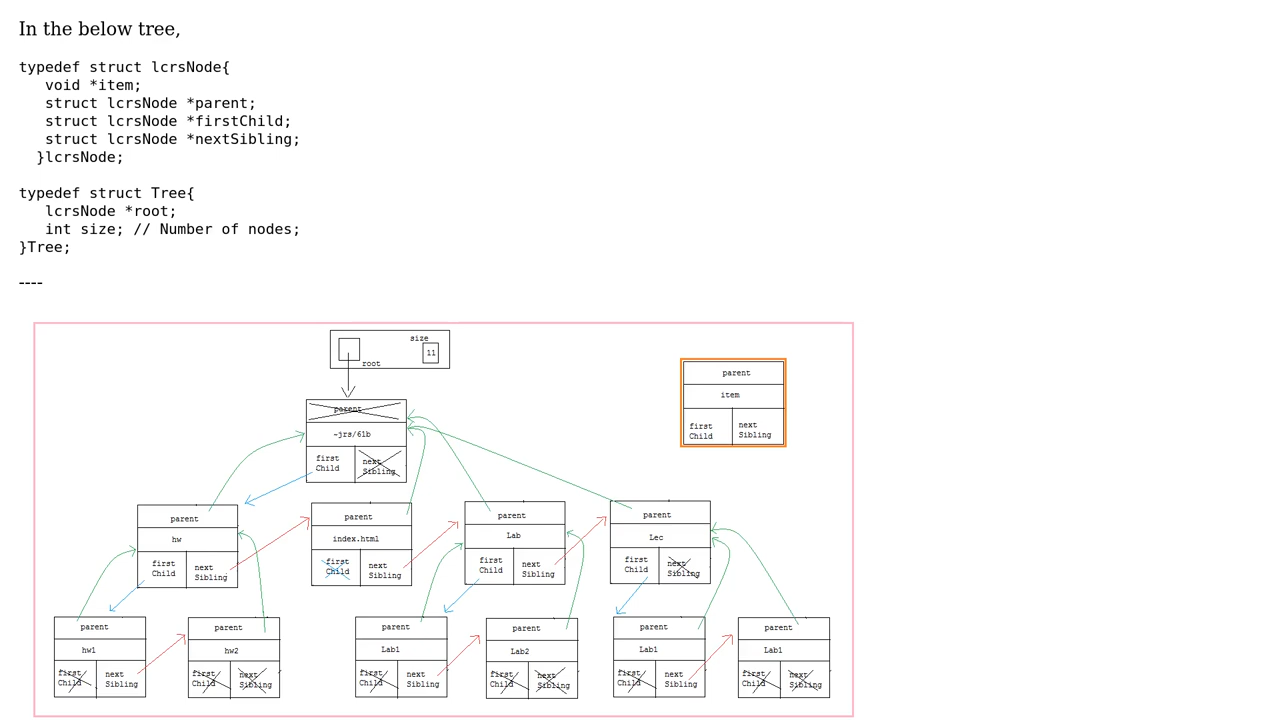 In the below tree,
typedef struct lcrsNode{
void *item;
struct lcrsNode *parent;
struct lcrsNode *firstChild;
struct lcrsNode *nextSibling;
}lcrsNode;
typedef struct Tree{
lcrsNode *root;
int size; // Number of nodes;
}Tree;
----
size
11
root
parent
item
first
Child
next
Sibling
parent
~jrs/61b
first
Child
next
Sibling
parent
hw
first
Child
next
Sibling
parent
index.html
first
Child
next
Sibling
parent
Lab
first
Child
next
Sibling
parent
Lec
first
Child
next
Sibling
parent
hw1
first
Child
next
Sibling
parent
hw2
first
Child
next
Sibling
parent
Lab1
first
Child
next
Sibling
parent
Lab2
first
Child
next
Sibling
parent
Lab1
first
Child
next
Sibling
parent
Lab1
first
Child
next
Sibling